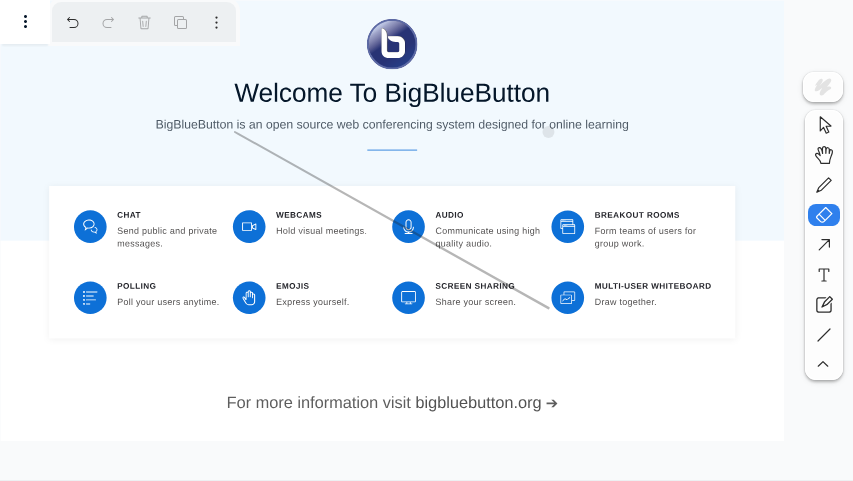 Welcome To BigBlueButton
BigBlueButton is an open source web conferencing system designed for online learning
CHAT
Send public and private
messages.
WEBCAMS
Hold visual meetings.
AUDIO
Communicate using high
quality audio.
BREAKOUT ROOMS
Form teams of users for
group work.
POLLING
Poll your users anytime.
EMOJIS
Express yourself.
SCREEN SHARING
Share your screen.
MULTI-USER WHITEBOARD
Draw together.
For more information visit bigbluebutton.org →